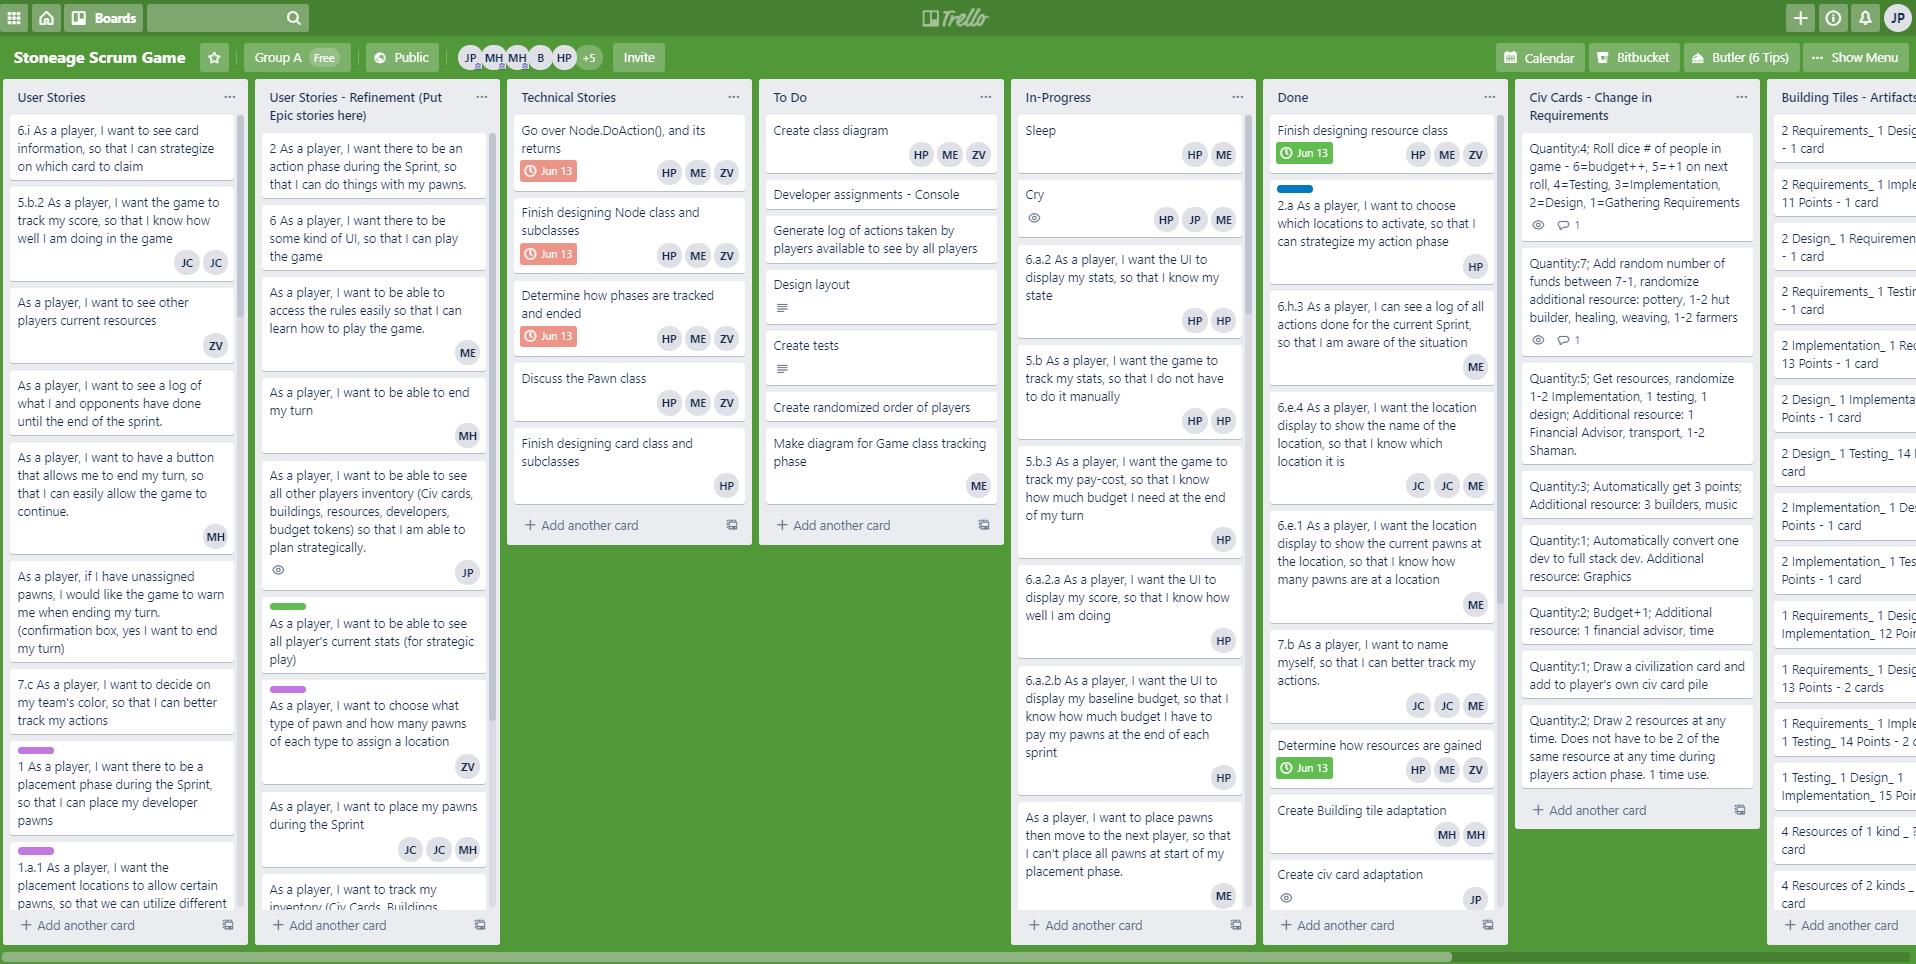 Boards
Trello
JP
Stoneage Scrum Game
Group A Free
Public
JP MH MH B HP +5
Invite
Calendar
Bitbucket
Butler (6 Tips)
Show Menu
User Stories
6.i As a player, I want to see card
information, so that I can strategize
on which card to claim
5.b.2 As a player, I want the game to
track my score, so that I know how
well I am doing in the game
JC JC
As a player, I want to see other
players current resources
ZV
As a player, I want to see a log of
what I and opponents have done
until the end of the sprint.
As a player, I want to have a button
that allows me to end my turn, so
that I can easily allow the game to
continue.
MH
As a player, if I have unassigned
pawns, I would like the game to warn
me when ending my turn.
(confirmation box, yes I want to end
my turn)
7.c As a player, I want to decide on
my team's color, so that I can better
track my actions
1 As a player, I want there to be a
placement phase during the Sprint,
so that I can place my developer
pawns
1.a.1 As a player, I want the
placement locations to allow certain
pawns, so that we can utilize different
+ Add another card
User Stories - Refinement (Put
Epic stories here)
2 As a player, I want there to be an
action phase during the Sprint, so
that I can do things with my pawns.
6 As a player, I want there to be
some kind of UI, so that I can play
the game
As a player, I want to be able to
access the rules easily so that I can
learn how to play the game.
ME
As a player, I want to be able to end
my turn
MH
As a player, I want to be able to see
all other players inventory (Civ cards,
buildings, resources, developers,
budget tokens) so that I am able to
plan strategically.
JP
As a player, I want to be able to see
all player's current stats (for strategic
play)
As a player, I want to choose what
type of pawn and how many pawns
of each type to assign a location
ZV
As a player, I want to place my pawns
during the Sprint
JC JC MH
As a player, I want to track my
inventory (Civ Cards, Buildings
+ Add another card
Technical Stories
Go over Node.DoAction(), and its
returns
Jun 13
HP ME ZV
Finish designing Node class and
subclasses
Jun 13
HP ME ZV
Determine how phases are tracked
and ended
Jun 13
HP ME ZV
Discuss the Pawn class
HP ME ZV
Finish designing card class and
subclasses
HP
+ Add another card
To Do
Create class diagram
HP ME ZV
Developer assignments - Console
Generate log of actions taken by
players available to see by all players
Design layout
Create tests
Create randomized order of players
Make diagram for Game class tracking
phase
ME
+ Add another card
In-Progress
Sleep
HP ME
Cry
HP JP ME
6.a.2 As a player, I want the UI to
display my stats, so that I know my
state
HP HP
5.b As a player, I want the game to
track my stats, so that I do not have
to do it manually
HP HP
5.b.3 As a player, I want the game to
track my pay-cost, so that I know
how much budget I need at the end
of my turn
HP
6.a.2.a As a player, I want the UI to
display my score, so that I know how
well I am doing
HP
6.a.2.b As a player, I want the UI to
display my baseline budget, so that I
know how much budget I have to
pay my pawns at the end of each
sprint
HP
As a player, I want to place pawns
then move to the next player, so that
I can't place all pawns at start of my
placement phase.
ME
+ Add another card
Done
Finish designing resource class
Jun 13
HP ME ZV
2.a As a player, I want to choose
which locations to activate, so that I
can strategize my action phase
HP
6.h.3 As a player, I can see a log of all
actions done for the current Sprint,
so that I am aware of the situation
ME
6.e.4 As a player, I want the location
display to show the name of the
location, so that I know which
location it is
JC JC ME
6.e.1 As a player, I want the location
display to show the current pawns at
the location, so that I know how
many pawns are at a location
ME
7.b As a player, I want to name
myself, so that I can better track my
actions.
JC JC ME
Determine how resources are gained
Jun 13
HP ME ZV
Create Building tile adaptation
MH MH
Create civ card adaptation
JP
+ Add another card
Civ Cards - Change in
Requirements
Quantity:4; Roll dice # of people in
game - 6=budget++, 5=+1 on next
roll, 4=Testing, 3=Implementation,
2=Design, 1=Gathering Requirements
1
Quantity:7; Add random number of
funds between 7-1, randomize
additional resource: pottery, 1-2 hut
builder, healing, weaving, 1-2 farmers
1
Quantity:5; Get resources, randomize
1-2 Implementation, 1 testing, 1
design; Additional resource: 1
Financial Advisor, transport, 1-2
Shaman.
Quantity:3; Automatically get 3 points;
Additional resource: 3 builders, music
Quantity:1; Automatically convert one
dev to full stack dev. Additional
resource: Graphics
Quantity:2; Budget+1; Additional
resource: 1 financial advisor, time
Quantity:1; Draw a civilization card and
add to player's own civ card pile
Quantity:2; Draw 2 resources at any
time. Does not have to be 2 of the
same resource at any time during
players action phase. 1 time use.
+ Add another card
Building Tiles - Artifacts
2 Requirements_ 1 Desig
- 1 card
2 Requirements_ 1 Imple
11 Points - 1 card
2 Design_ 1 Requiremen
- 1 card
2 Requirements_ 1 Testin
- 1 card
2 Implementation_ 1 Rec
13 Points - 1 card
2 Design_ 1 Implementa
Points - 1 card
2 Design_ 1 Testing_ 14 
card
2 Implementation_ 1 Des
Points - 1 card
2 Implementation_ 1 Tes
Points - 1 card
1 Requirements_ 1 Desig
Implementation_ 12 Poin
1 Requirements_ 1 Desig
13 Points - 2 cards
1 Requirements_ 1 Imple
1 Testing_ 14 Points - 2 c
1 Testing_ 1 Design_ 1
Implementation_ 15 Poin
4 Resources of 1 kind _ ?
card
4 Resources of 2 kinds _
card
+ Add another card